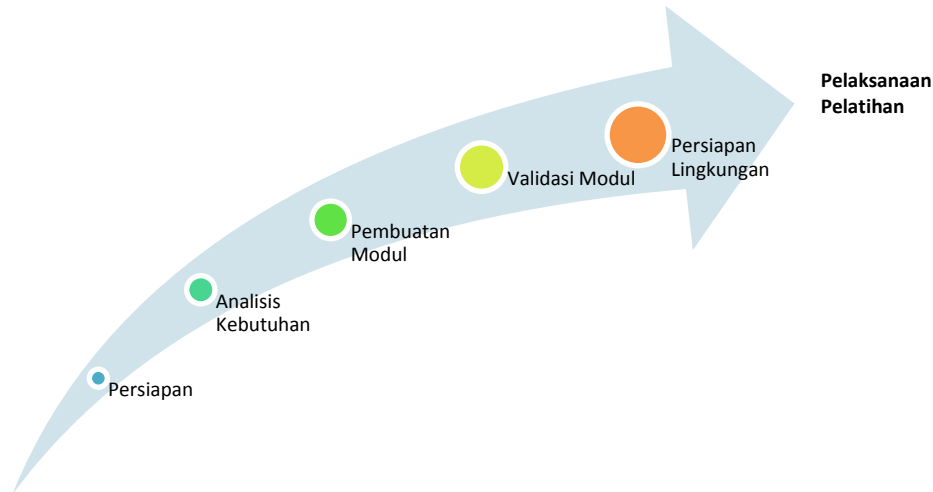 Persiapan
Analisis
Kebutuhan
Pembuatan
Modul
Validasi Modul
Persiapan
Lingkungan
Pelaksanaan
Pelatihan